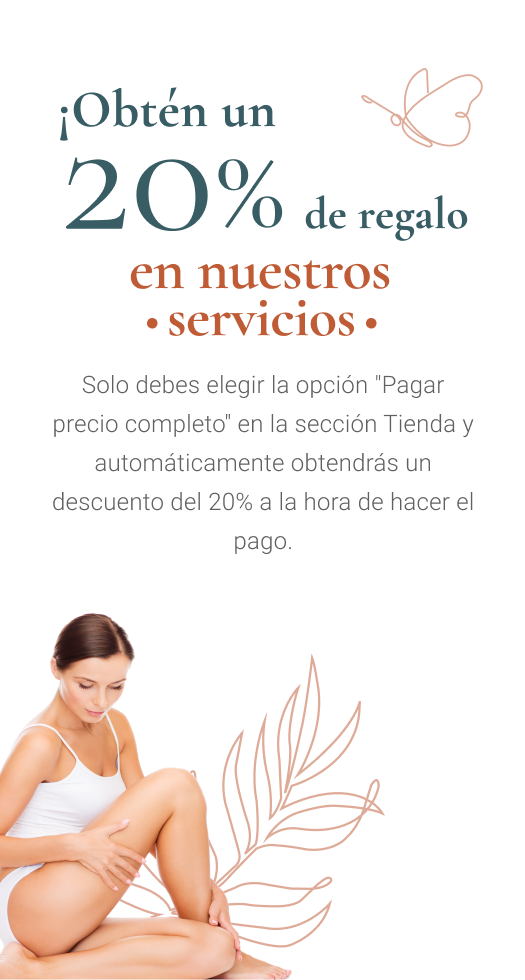 ¡Obtén un
20% de regalo
en nuestros
• servicios •
Solo debes elegir la opción "Pagar
precio completo" en la sección Tienda y
automáticamente obtendrás un
descuento del 20% a la hora de hacer el
pago.